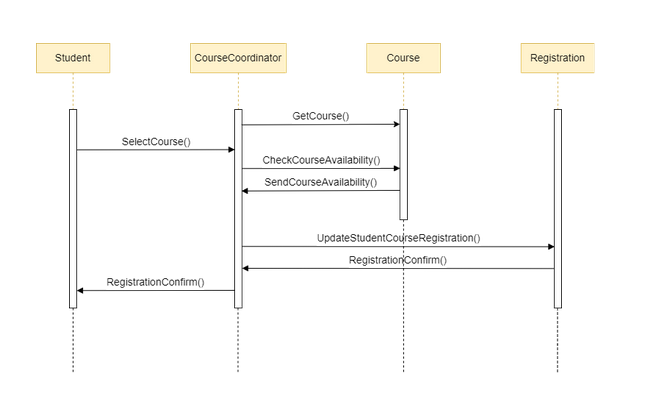 Student
CourseCoordinator
Course
Registration
GetCourse()
SelectCourse()
CheckCourseAvailability()
SendCourseAvailability()
UpdateStudentCourseRegistration()
RegistrationConfirm()
RegistrationConfirm()